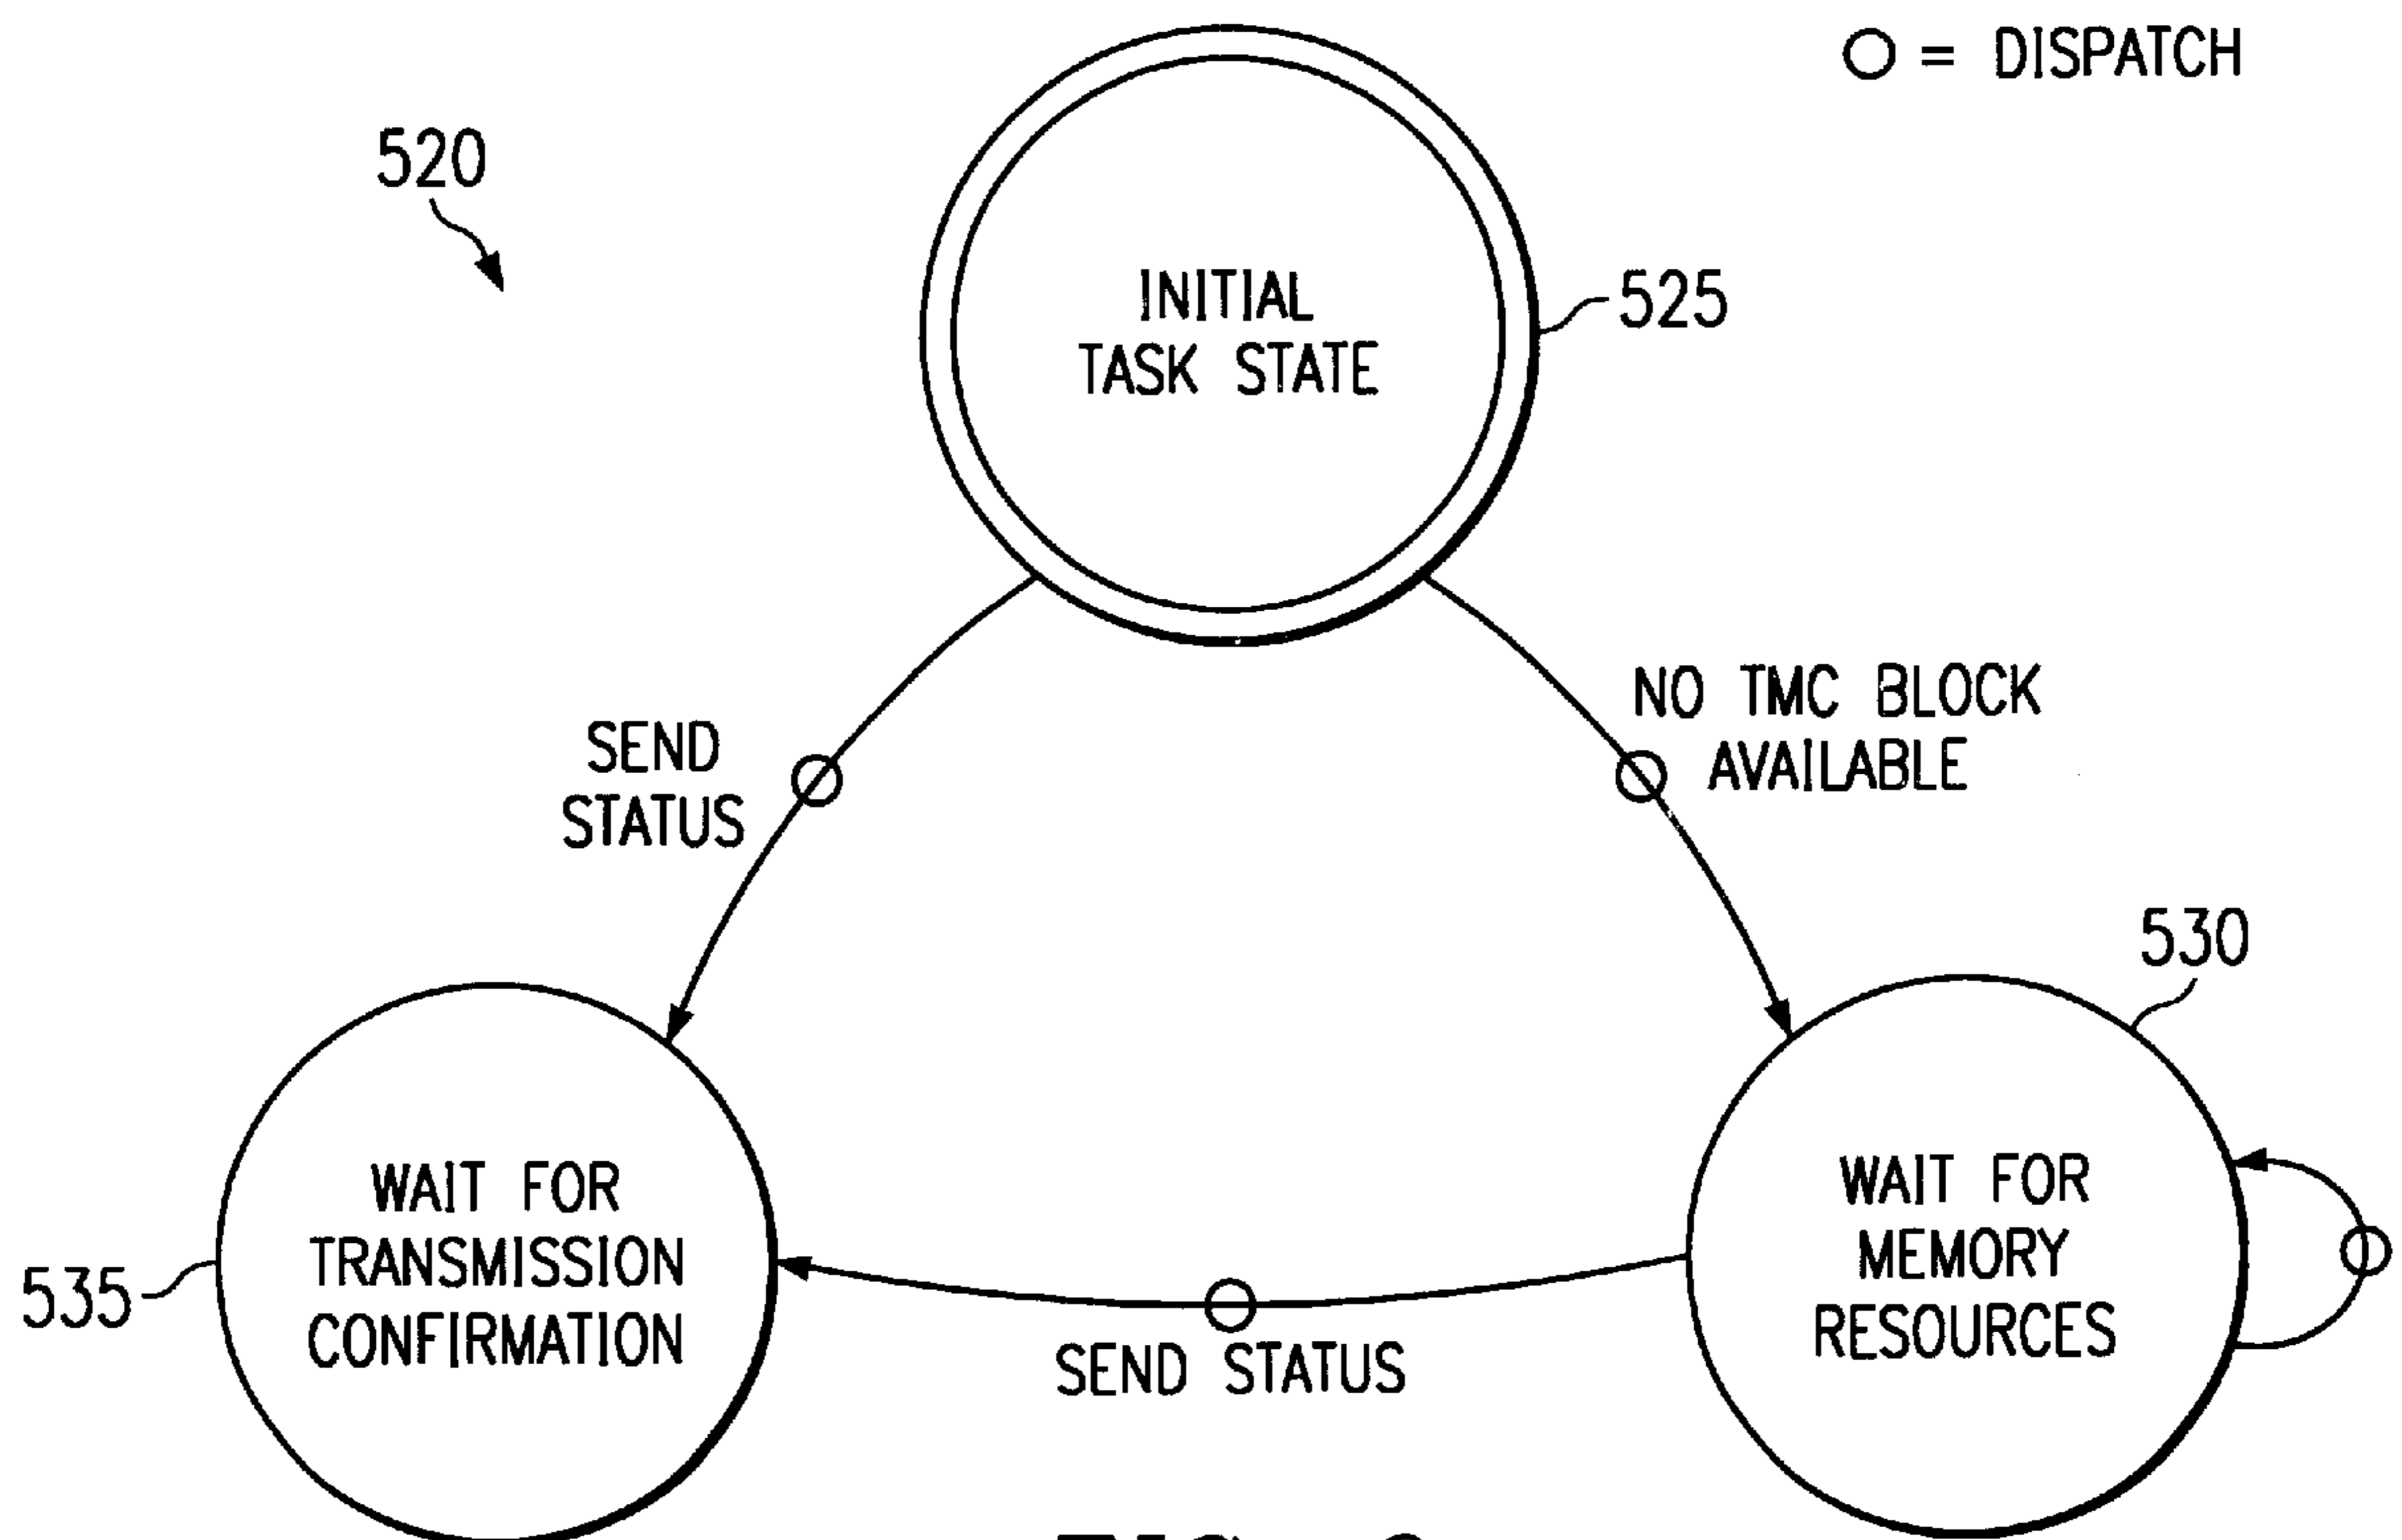 ○ = DISPATCH
520
INITIAL
TASK STATE
525
SEND
STATUS
NO TMC BLOCK
AVAILABLE
530
WAIT FOR
TRANSMISSION
CONFIRMATION
535
WAIT FOR
MEMORY
RESOURCES
SEND STATUS